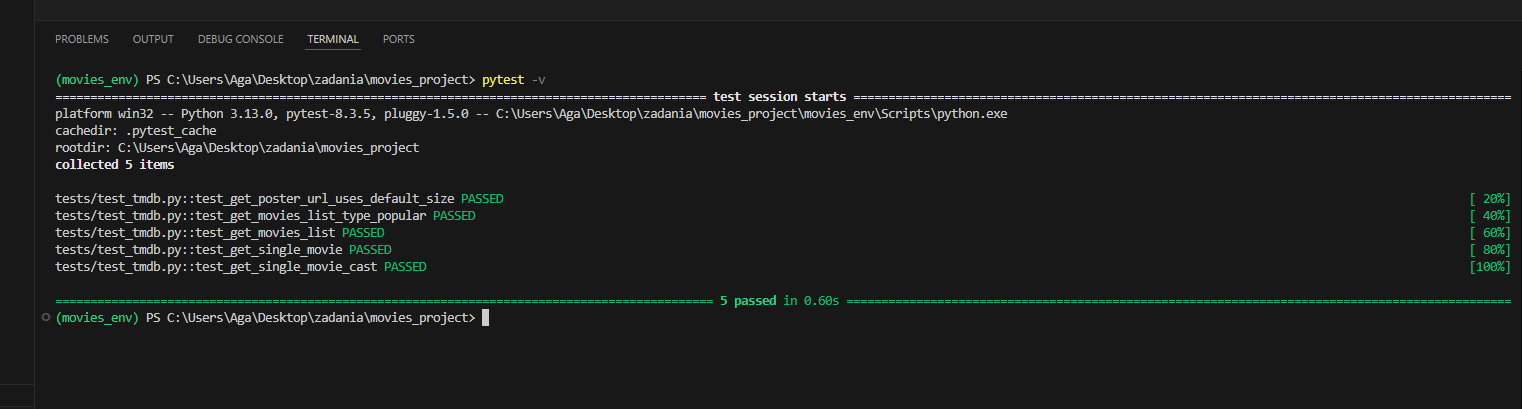 PROBLEMS OUTPUT DEBUG CONSOLE TERMINAL PORTS
(movies_env) PS C:\Users\Aga\Desktop\zadania\movies_project> pytest -v
============================================================================================= test session starts ==============================================================================================
platform win32 -- Python 3.13.0, pytest-8.3.5, pluggy-1.5.0 -- C:\Users\Aga\Desktop\zadania\movies_project\movies_env\Scripts\python.exe
cachedir: .pytest_cache
rootdir: C:\Users\Aga\Desktop\zadania\movies_project
collected 5 items
tests/test_tmdb.py::test_get_poster_url_uses_default_size PASSED [ 20%]
tests/test_tmdb.py::test_get_movies_list_type_popular PASSED [ 40%]
tests/test_tmdb.py::test_get_movies_list PASSED [ 60%]
tests/test_tmdb.py::test_get_single_movie PASSED [ 80%]
tests/test_tmdb.py::test_get_single_movie_cast PASSED [100%]
============================================================================================== 5 passed in 0.60s ===============================================================================================
(movies_env) PS C:\Users\Aga\Desktop\zadania\movies_project>